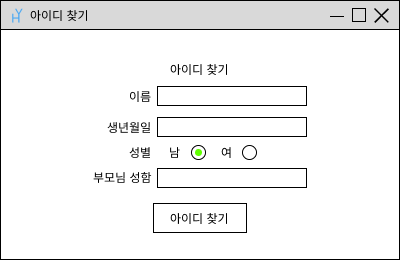 HY 아이디 찾기
아이디 찾기
이름
생년월일
성별 남 여
부모님 성함
아이디 찾기